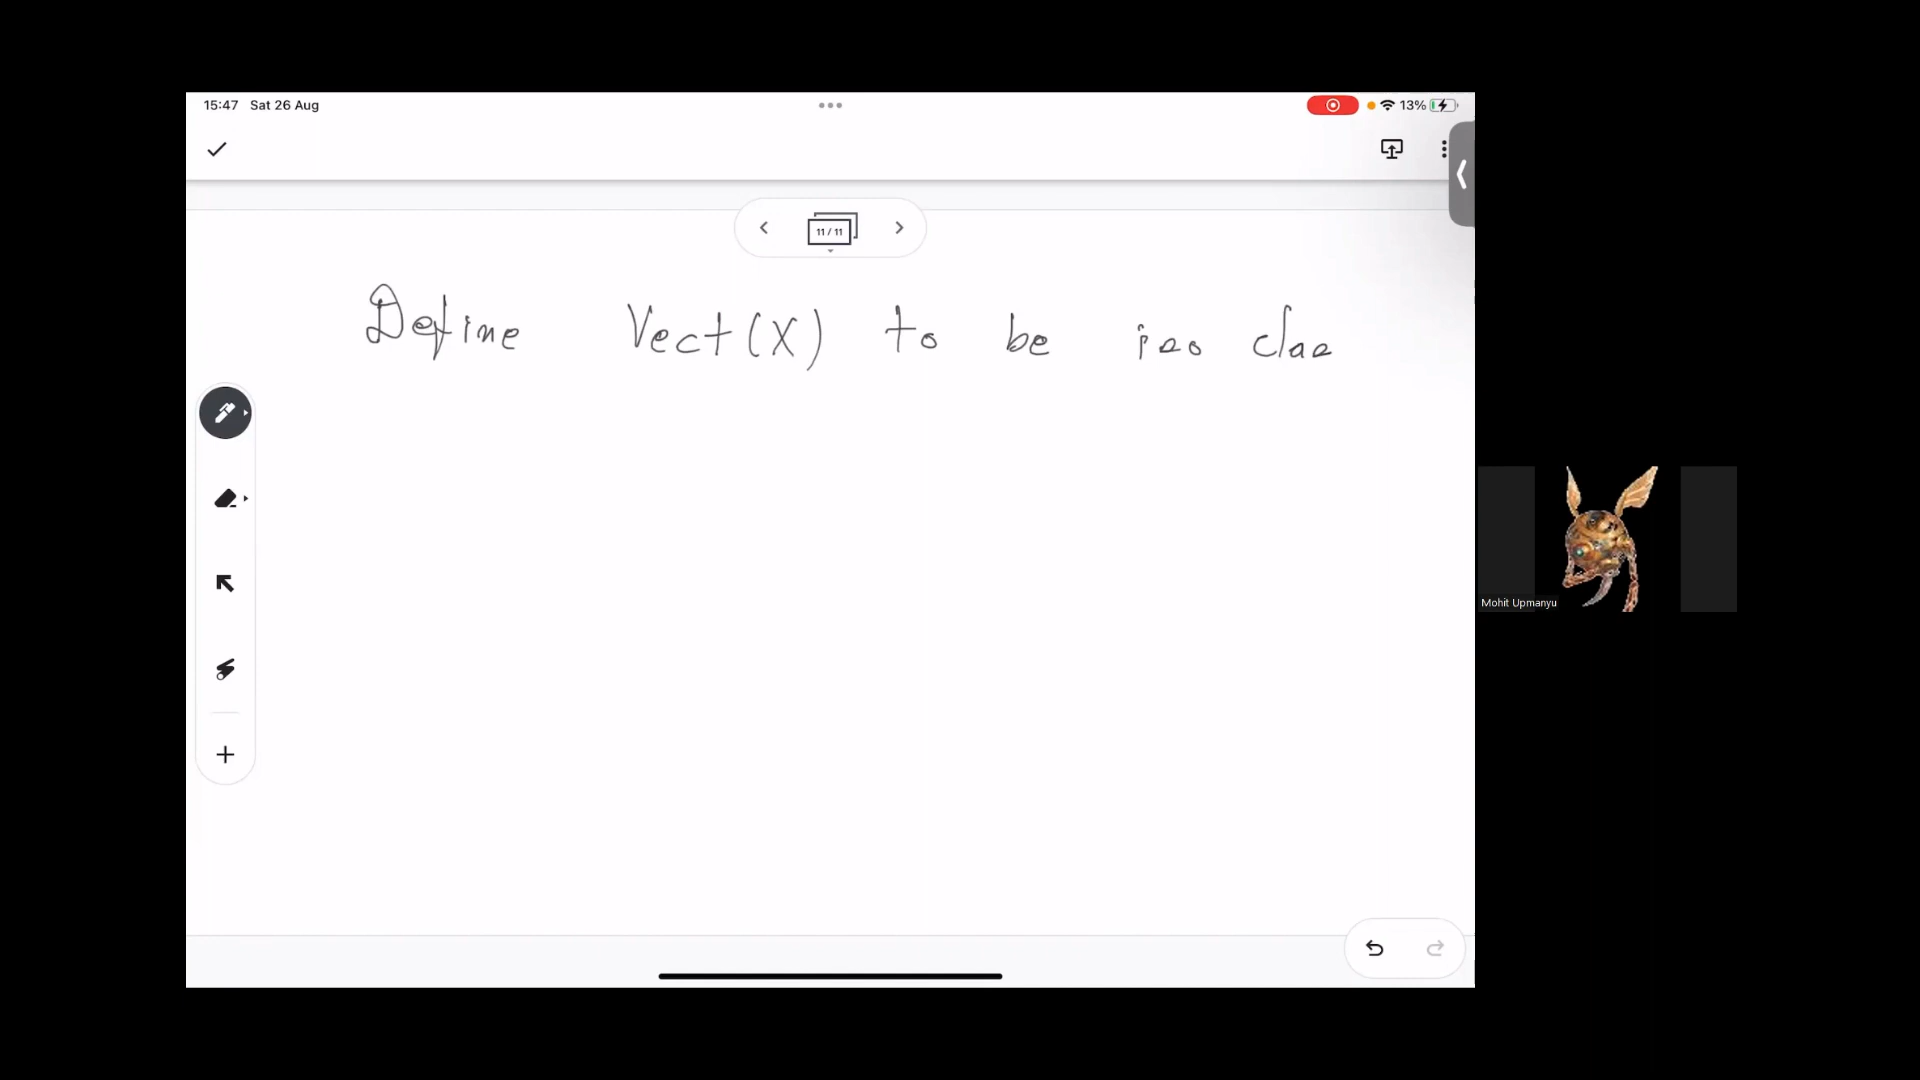 15:47 Sat 26 Aug
13%
11 / 11
Define Vect(X) to be iso clas
Mohit Upmanyu